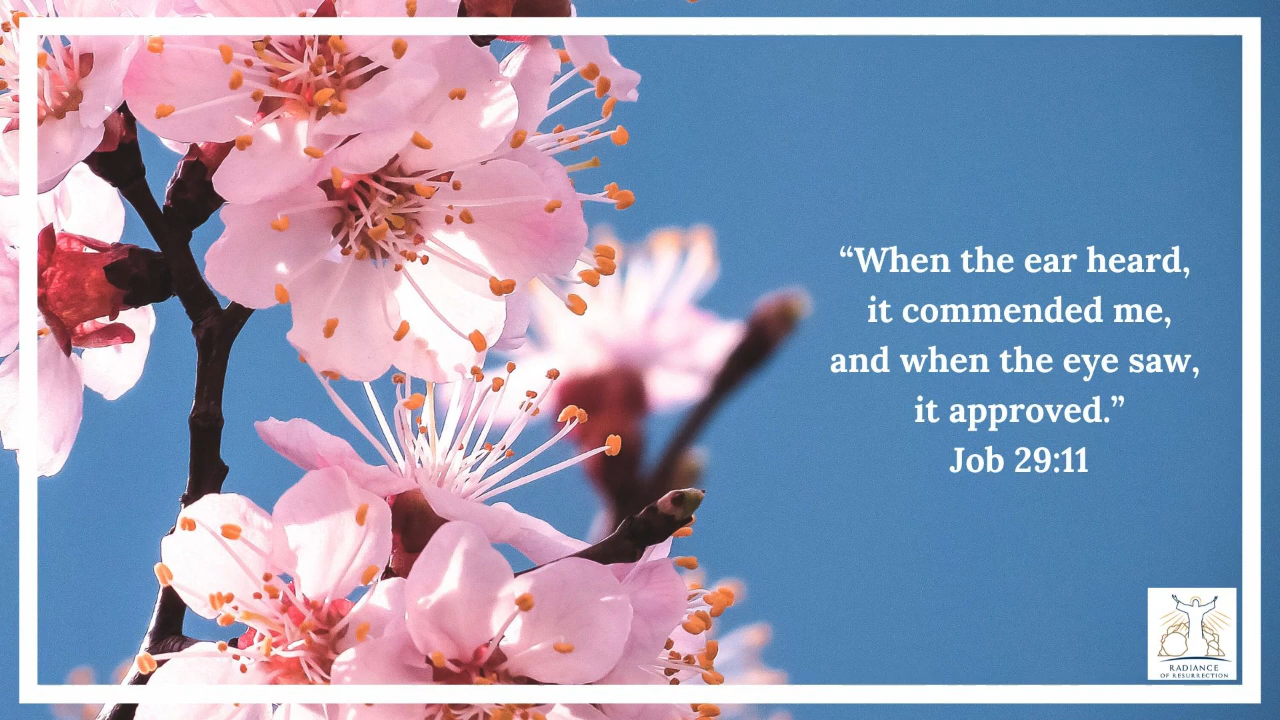 “When the ear heard,
it commended me,
and when the eye saw,
it approved.”
Job 29:11
RADIANCE
OF RESURRECTION